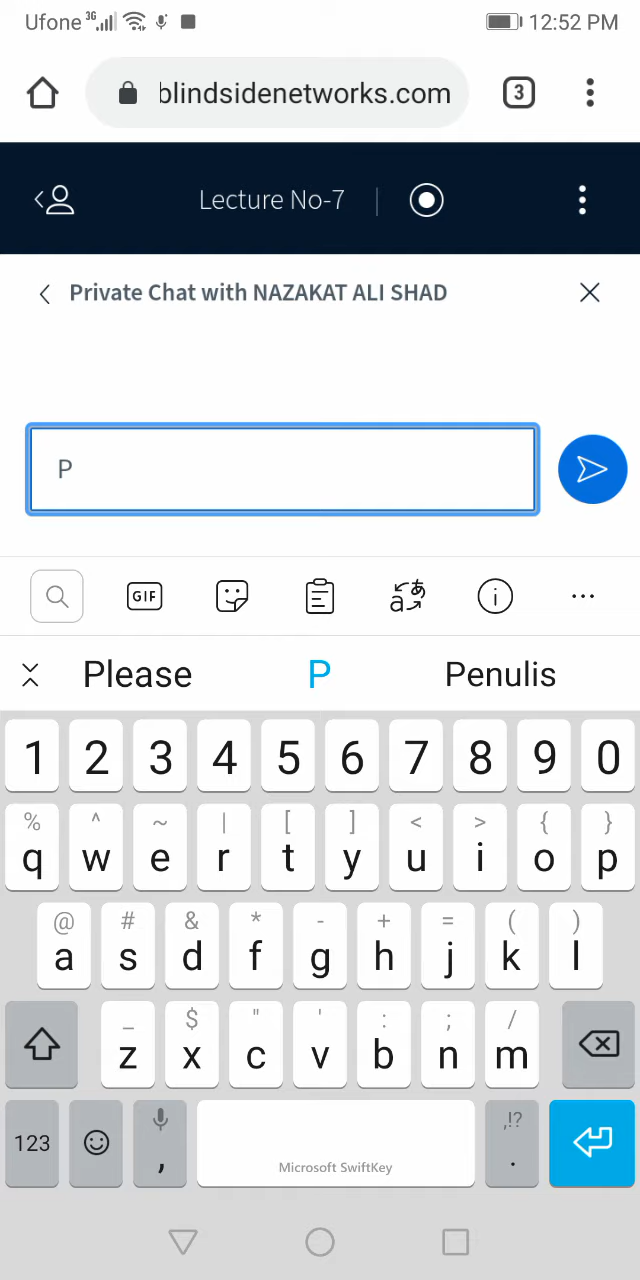 Ufone 3G 12:52 PM
blindsidenetworks.com 3
Lecture No-7
Private Chat with NAZAKAT ALI SHAD
P
GIF あ a
Please P Penulis
1 2 3 4 5 6 7 8 9 0
% ^ ~ | [ ] < > { }
q w e r t y u i o p
@ # & * - + = ( )
a s d f g h j k l
_ $ " ' : ; /
z x c v b n m
,!?
123 , Microsoft SwiftKey .